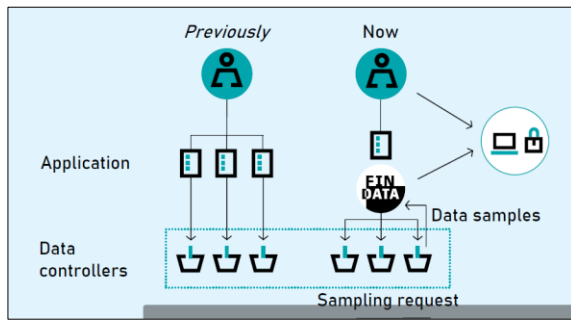 Previously
Now
Application
FIN
DATA
Data samples
Data
controllers
Sampling request